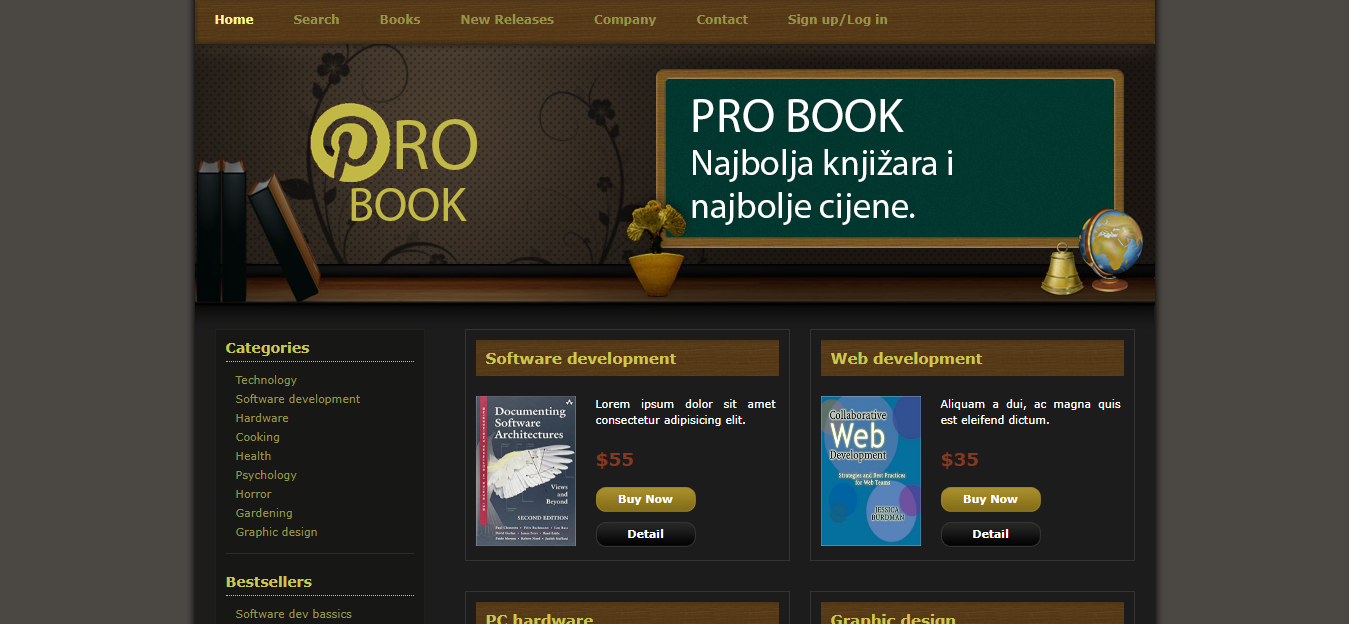 Home Search Books New Releases Company Contact Sign up/Log in
PRO
BOOK
PRO BOOK
Najbolja knjižara i
najbolje cijene.
Categories
Technology
Software development
Hardware
Cooking
Health
Psychology
Horror
Gardening
Graphic design
Bestsellers
Software dev bassics
Software development
Documenting
Software
Architectures
Views
and
Beyond
SECOND EDITION
Lorem ipsum dolor sit amet
consectetur adipisicing elit.
$55
Buy Now
Detail
Web development
Collaborative
Web
Development
Strategies and Best Practices
for Web Teams
JESSICA
BURDMAN
Aliquam a dui, ac magna quis
est eleifend dictum.
$35
Buy Now
Detail
PC hardware
Graphic design